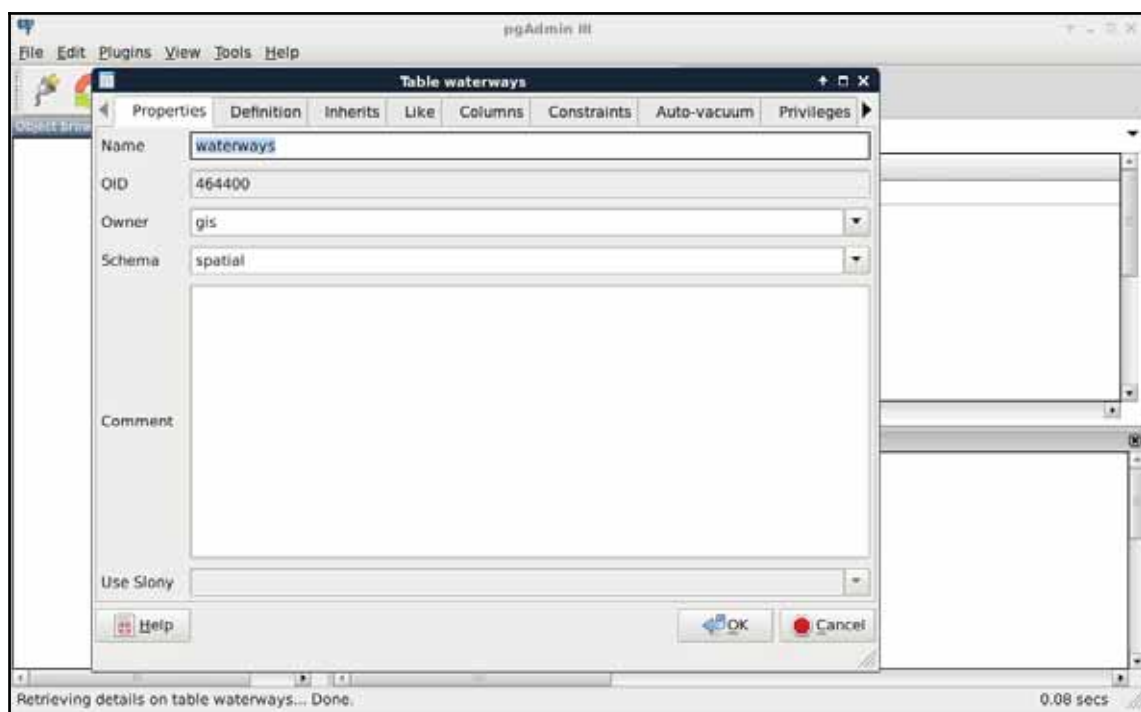 pgAdmin III
File Edit Plugins View Tools Help
Table waterways
Properties Definition Inherits Like Columns Constraints Auto-vacuum Privileges
Object brow
Name waterways
OID 464400
Owner gis
Schema spatial
Comment
Use Slony
Help OK Cancel
Retrieving details on table waterways... Done. 0.08 secs